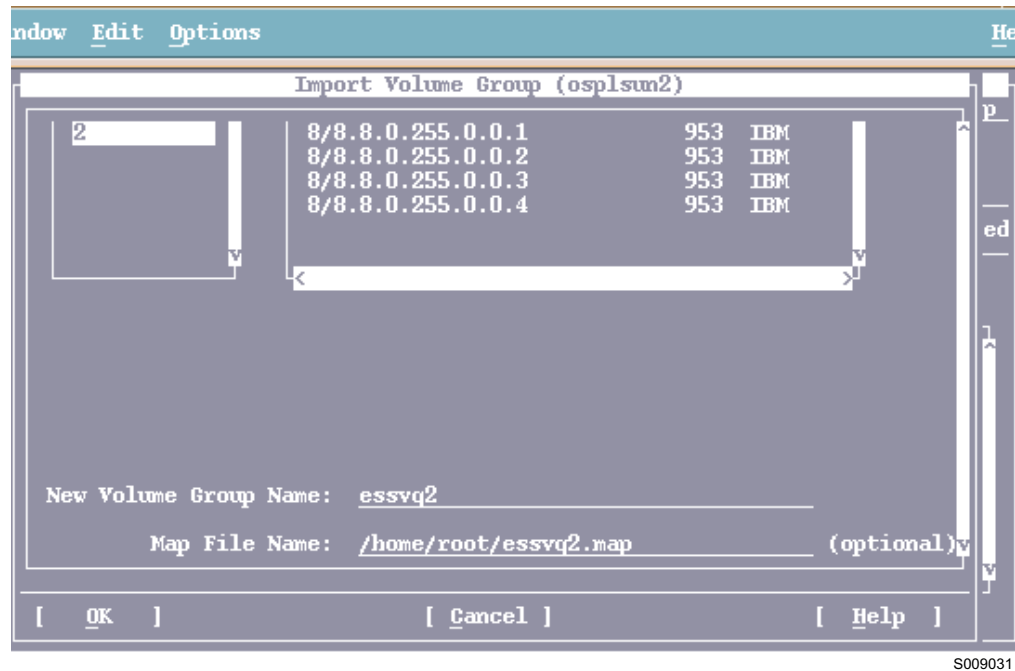 ndow Edit Options He
Import Volume Group (osplsun2)
p
2 8/8.8.0.255.0.0.1 953 IBM
8/8.8.0.255.0.0.2 953 IBM
8/8.8.0.255.0.0.3 953 IBM
8/8.8.0.255.0.0.4 953 IBM
ed
New Volume Group Name: essvq2
Map File Name: /home/root/essvq2.map (optional)
[ OK ] [ Cancel ] [ Help ]
S009031